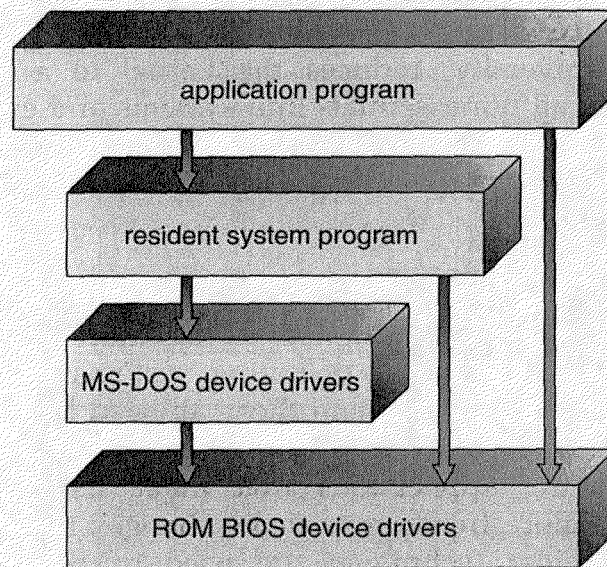 application program
resident system program
MS-DOS device drivers
ROM BIOS device drivers